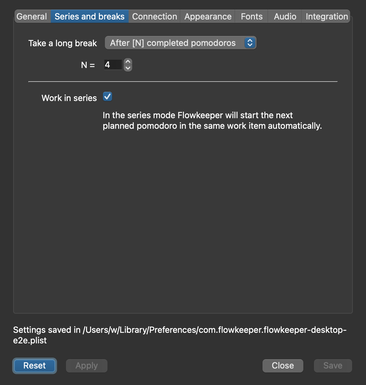 General Series and breaks Connection Appearance Fonts Audio Integration
Take a long break After [N] completed pomodoros
N = 4
Work in series
In the series mode Flowkeeper will start the next
planned pomodoro in the same work item automatically.
Settings saved in /Users/w/Library/Preferences/com.flowkeeper.flowkeeper-desktop-
e2e.plist
Reset Apply Close Save